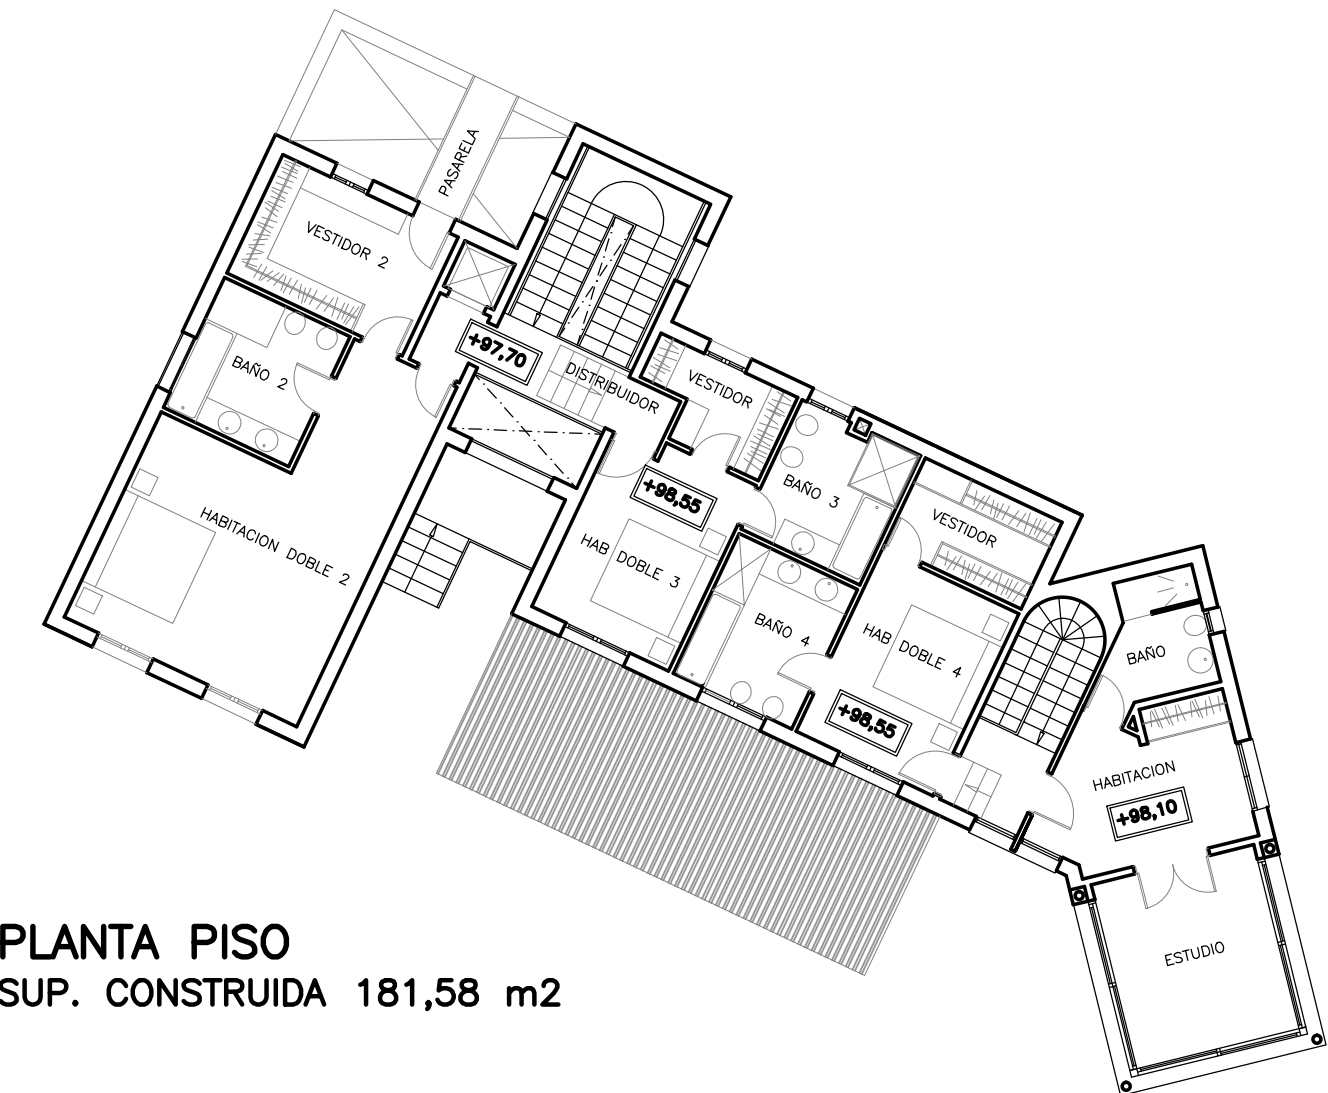 PASARELA
VESTIDOR 2
+97,70
BAÑO 2
DISTRIBUIDOR
VESTIDOR
HABITACION DOBLE 2
+98,55
BAÑO 3
HAB DOBLE 3
VESTIDOR
BAÑO 4
HAB DOBLE 4
BAÑO
+98,55
HABITACION
+98,10
ESTUDIO
PLANTA PISO
SUP. CONSTRUIDA 181,58 m2